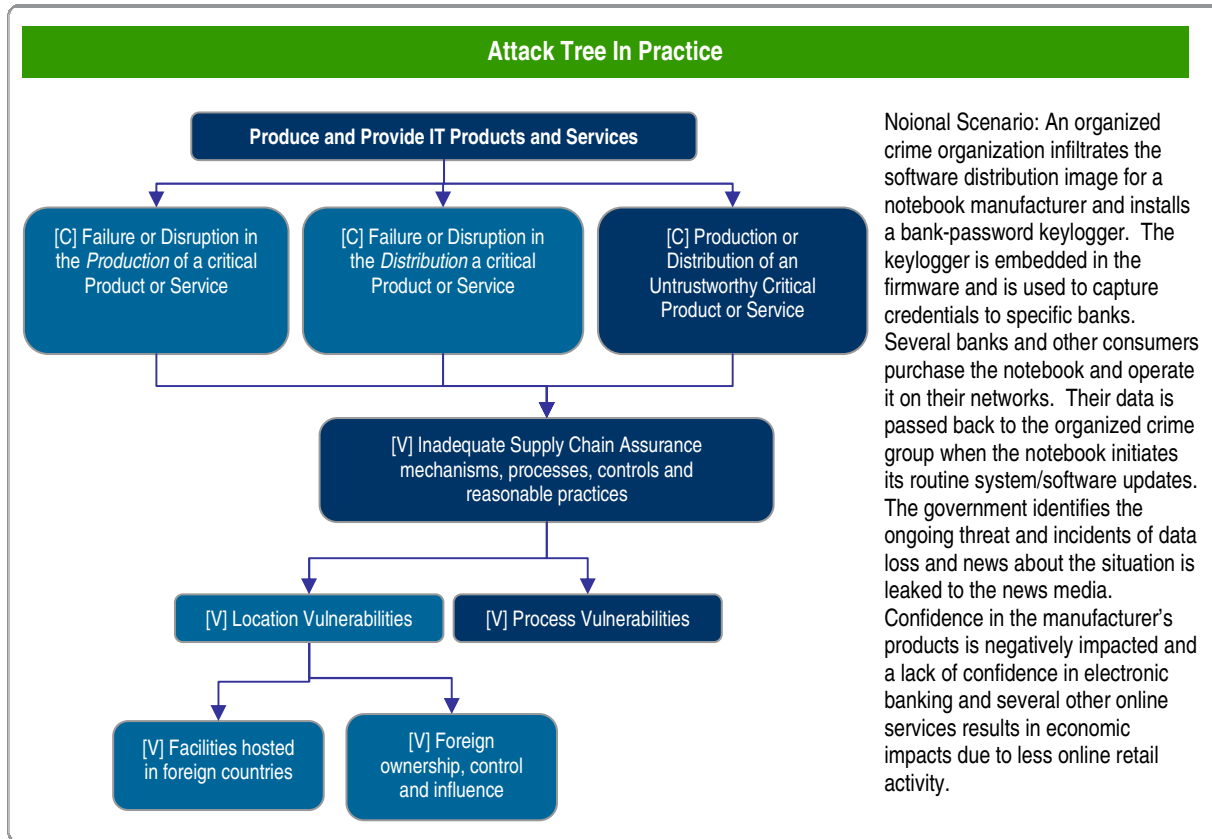 Attack Tree In Practice
Produce and Provide IT Products and Services
[C] Failure or Disruption in
the Production of a critical
Product or Service
[C] Failure or Disruption in
the Distribution a critical
Product or Service
[C] Production or
Distribution of an
Untrustworthy Critical
Product or Service
[V] Inadequate Supply Chain Assurance
mechanisms, processes, controls and
reasonable practices
[V] Location Vulnerabilities
[V] Process Vulnerabilities
[V] Facilities hosted
in foreign countries
[V] Foreign
ownership, control
and influence
Noional Scenario: An organized
crime organization infiltrates the
software distribution image for a
notebook manufacturer and installs
a bank-password keylogger. The
keylogger is embedded in the
firmware and is used to capture
credentials to specific banks.
Several banks and other consumers
purchase the notebook and operate
it on their networks. Their data is
passed back to the organized crime
group when the notebook initiates
its routine system/software updates.
The government identifies the
ongoing threat and incidents of data
loss and news about the situation is
leaked to the news media.
Confidence in the manufacturer's
products is negatively impacted and
a lack of confidence in electronic
banking and several other online
services results in economic
impacts due to less online retail
activity.